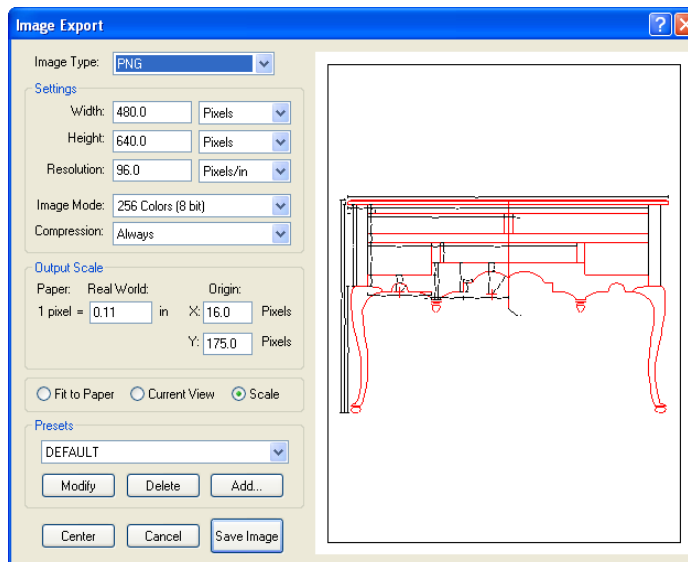 Image Export
Image Type: PNG
Settings
Width: 480.0 Pixels
Height: 640.0 Pixels
Resolution: 96.0 Pixels/in
Image Mode: 256 Colors (8 bit)
Compression: Always
Output Scale
Paper: Real World: Origin:
1 pixel = 0.11 in X: 16.0 Pixels
Y: 175.0 Pixels
Fit to Paper Current View Scale
Presets
DEFAULT
Modify Delete Add...
Center Cancel Save Image